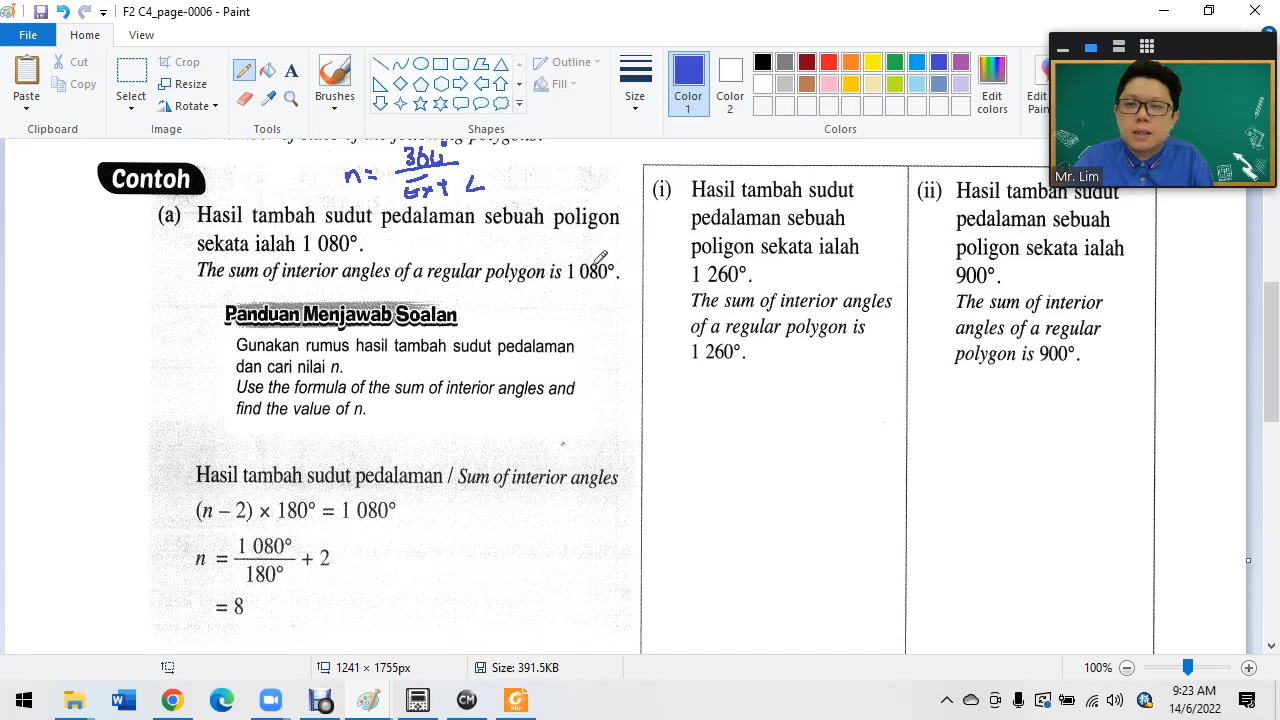 F2 C4_page-0006 - Paint
File
Home
View
Paste
Cut
Copy
Clipboard
Select
Crop
Resize
Rotate
Image
A
Tools
Brushes
Shapes
Outline
Fill
Size
Color
1
Color
2
Colors
Edit
colors
Edit
Pain
Mr. Lim
Contoh
n =
(a) Hasil tambah sudut pedalaman sebuah poligon
sekata ialah 1 080°.
The sum of interior angles of a regular polygon is 1 080°.
Panduan Menjawab Soalan
Gunakan rumus hasil tambah sudut pedalaman
dan cari nilai n.
Use the formula of the sum of interior angles and
find the value of n.
Hasil tambah sudut pedalaman / Sum of interior angles
(n – 2) × 180° = 1 080°
n = 1 080°
180° + 2
= 8
(i) Hasil tambah sudut
pedalaman sebuah
poligon sekata ialah
1 260°.
The sum of interior angles
of a regular polygon is
1 260°.
(ii) Hasil tambah sudut
pedalaman sebuah
poligon sekata ialah
900°.
The sum of interior
angles of a regular
polygon is 900°.
1241 × 1755px
Size: 391.5KB
100%
9:23 AM
14/6/2022